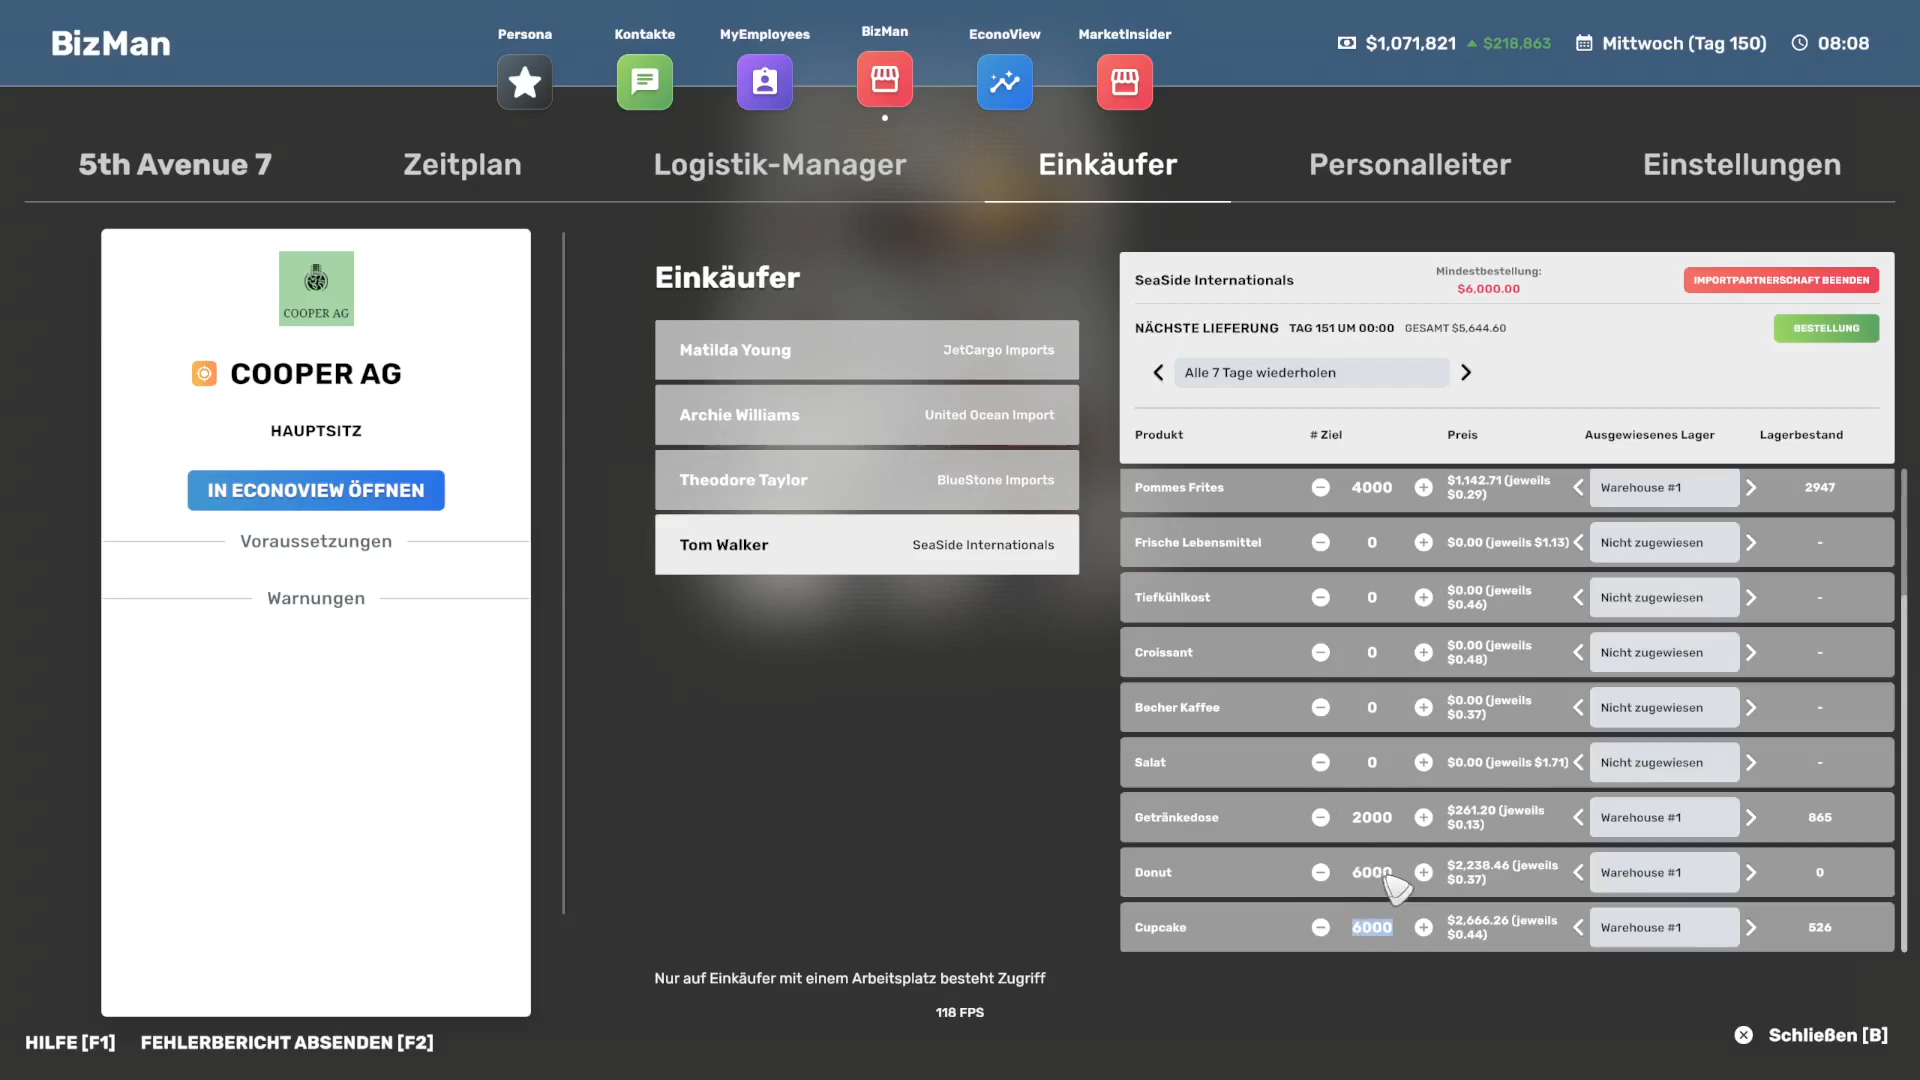 BizMan
Persona
Kontakte
MyEmployees
BizMan
EconoView
MarketInsider
$1,071,821
$218,863
Mittwoch (Tag 150)
08:08
5th Avenue 7
Zeitplan
Logistik-Manager
Einkäufer
Personalleiter
Einstellungen
COOPER AG
COOPER AG
HAUPTSITZ
IN ECONOVIEW ÖFFNEN
Voraussetzungen
Warnungen
Einkäufer
Matilda Young JetCargo Imports
Archie Williams United Ocean Import
Theodore Taylor BlueStone Imports
Tom Walker SeaSide Internationals
Nur auf Einkäufer mit einem Arbeitsplatz besteht Zugriff
118 FPS
SeaSide Internationals
Mindestbestellung:
$6,000.00
IMPORTPARTNERSCHAFT BEENDEN
NÄCHSTE LIEFERUNG TAG 151 UM 00:00 GESAMT $5,644.60
BESTELLUNG
Alle 7 Tage wiederholen
Produkt # Ziel Preis Ausgewiesenes Lager Lagerbestand
Pommes Frites 4000 $1,142.71 (jeweils $0.29) Warehouse #1 2947
Frische Lebensmittel 0 $0.00 (jeweils $1.13) Nicht zugewiesen -
Tiefkühlkost 0 $0.00 (jeweils $0.46) Nicht zugewiesen -
Croissant 0 $0.00 (jeweils $0.48) Nicht zugewiesen -
Becher Kaffee 0 $0.00 (jeweils $0.37) Nicht zugewiesen -
Salat 0 $0.00 (jeweils $1.71) Nicht zugewiesen -
Getränkedose 2000 $261.20 (jeweils $0.13) Warehouse #1 865
Donut 6000 $2,238.46 (jeweils $0.37) Warehouse #1 0
Cupcake 6000 $2,666.26 (jeweils $0.44) Warehouse #1 526
HILFE [F1] FEHLERBERICHT ABSENDEN [F2]
Schließen [B]